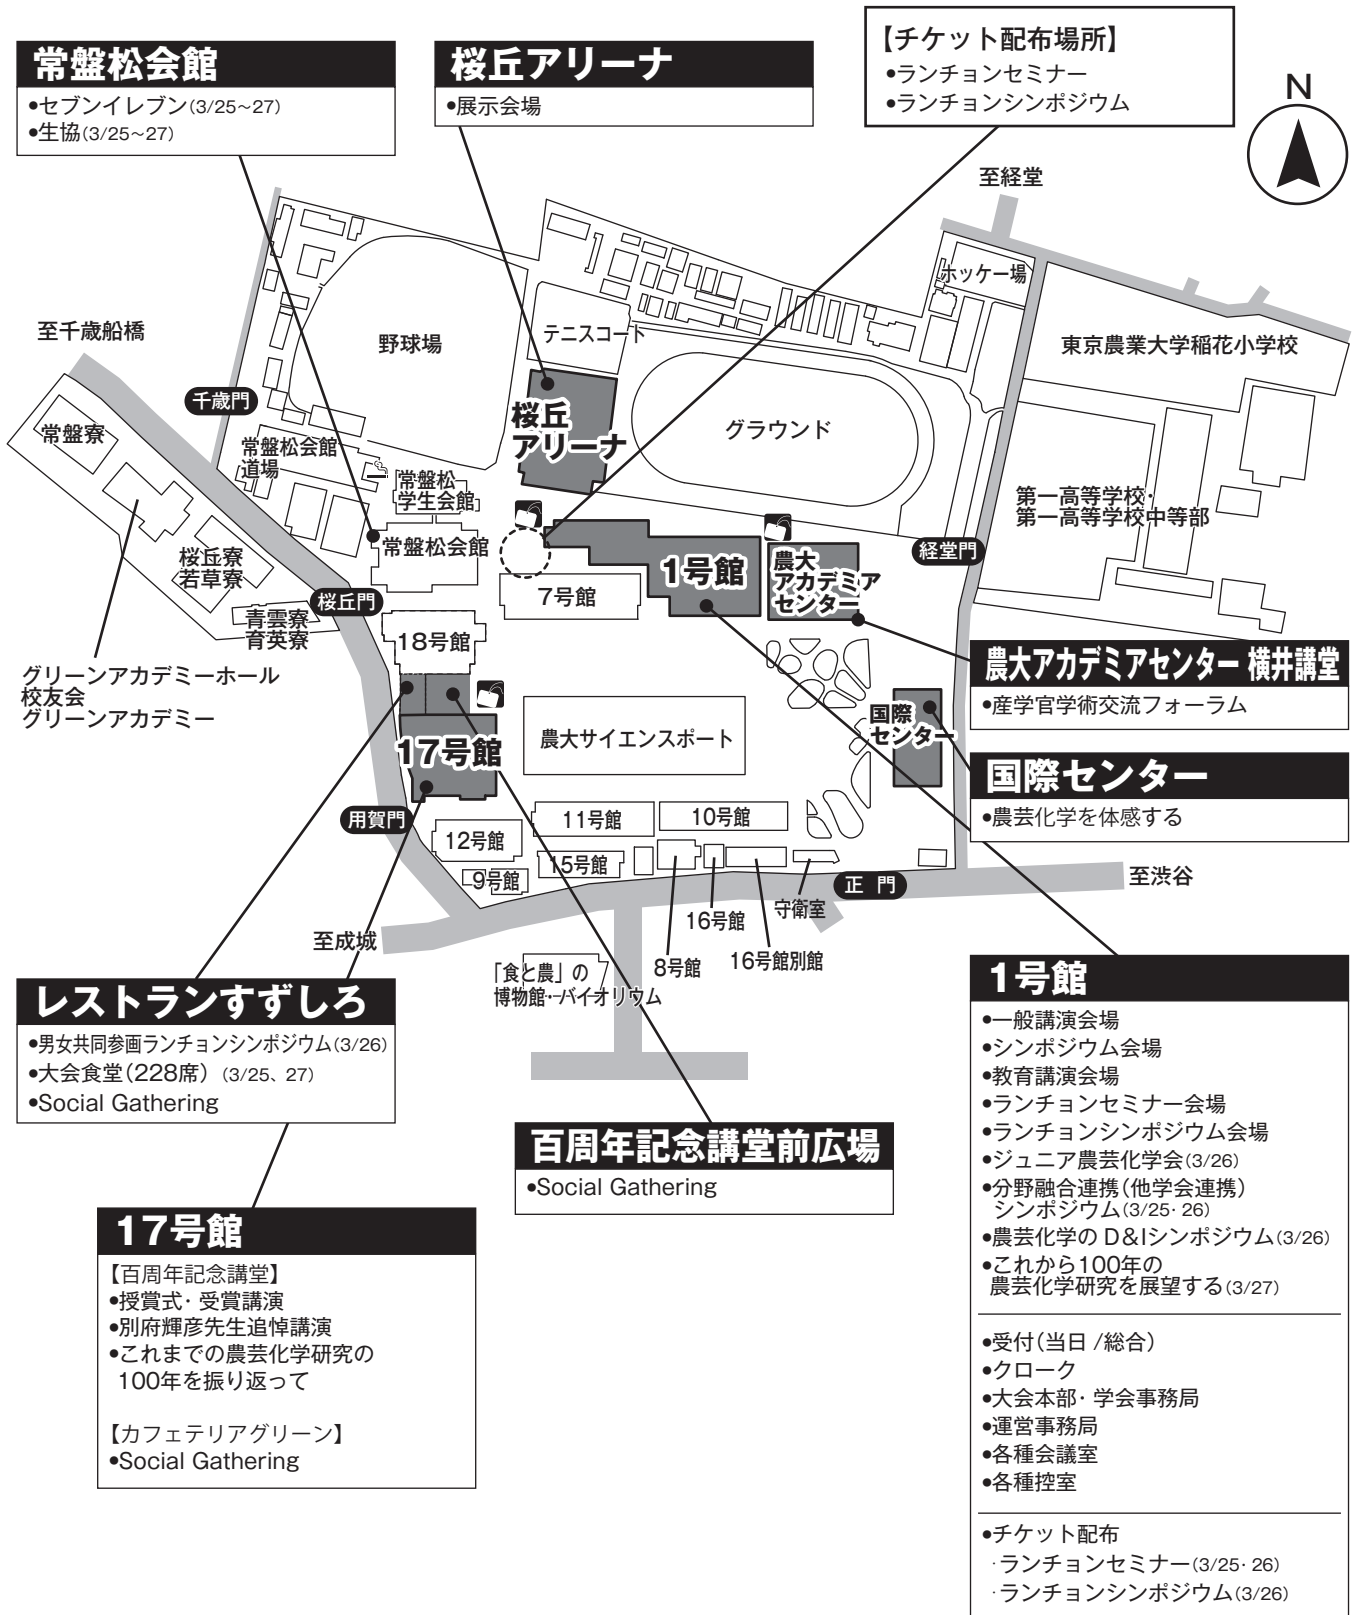 常盤松会館
•セブンイレブン(3/25~27)
•生協(3/25~27)
桜丘アリーナ
•展示会場
【チケット配布場所】
•ランチョンセミナー
•ランチョンシンポジウム
N
至経堂
ホッケー場
至千歳船橋
野球場
テニスコート
東京農業大学稲花小学校
千歳門
桜丘
アリーナ
グラウンド
常盤寮
常盤松会館
道場
常盤松
学生会館
第一高等学校・
第一高等学校中等部
常盤松会館
1号館
農大
アカデミア
センター
経堂門
桜丘寮
若草寮
7号館
桜丘門
青雲寮
育英寮
18号館
グリーンアカデミーホール
校友会
グリーンアカデミー
農大アカデミアセンター 横井講堂
•産学官学術交流フォーラム
国際
センター
17号館
農大サイエンスポート
国際センター
•農芸化学を体感する
用賀門
11号館
10号館
12号館
15号館
9号館
正 門
至渋谷
守衛室
16号館
至成城
8号館
16号館別館
「食と農」の
博物館・バイオリウム
レストランすずしろ
•男女共同参画ランチョンシンポジウム(3/26)
•大会食堂(228席) (3/25、27)
•Social Gathering
百周年記念講堂前広場
•Social Gathering
17号館
【百周年記念講堂】
•授賞式・受賞講演
•別府輝彦先生追悼講演
•これまでの農芸化学研究の
100年を振り返って
【カフェテリアグリーン】
•Social Gathering
1号館
•一般講演会場
•シンポジウム会場
•教育講演会場
•ランチョンセミナー会場
•ランチョンシンポジウム会場
•ジュニア農芸化学会(3/26)
•分野融合連携(他学会連携)
シンポジウム(3/25・26)
•農芸化学の D&Iシンポジウム(3/26)
•これから100年の
農芸化学研究を展望する(3/27)
•受付(当日 /総合)
•クローク
•大会本部・学会事務局
•運営事務局
•各種会議室
•各種控室
•チケット配布
·ランチョンセミナー(3/25・26)
·ランチョンシンポジウム(3/26)